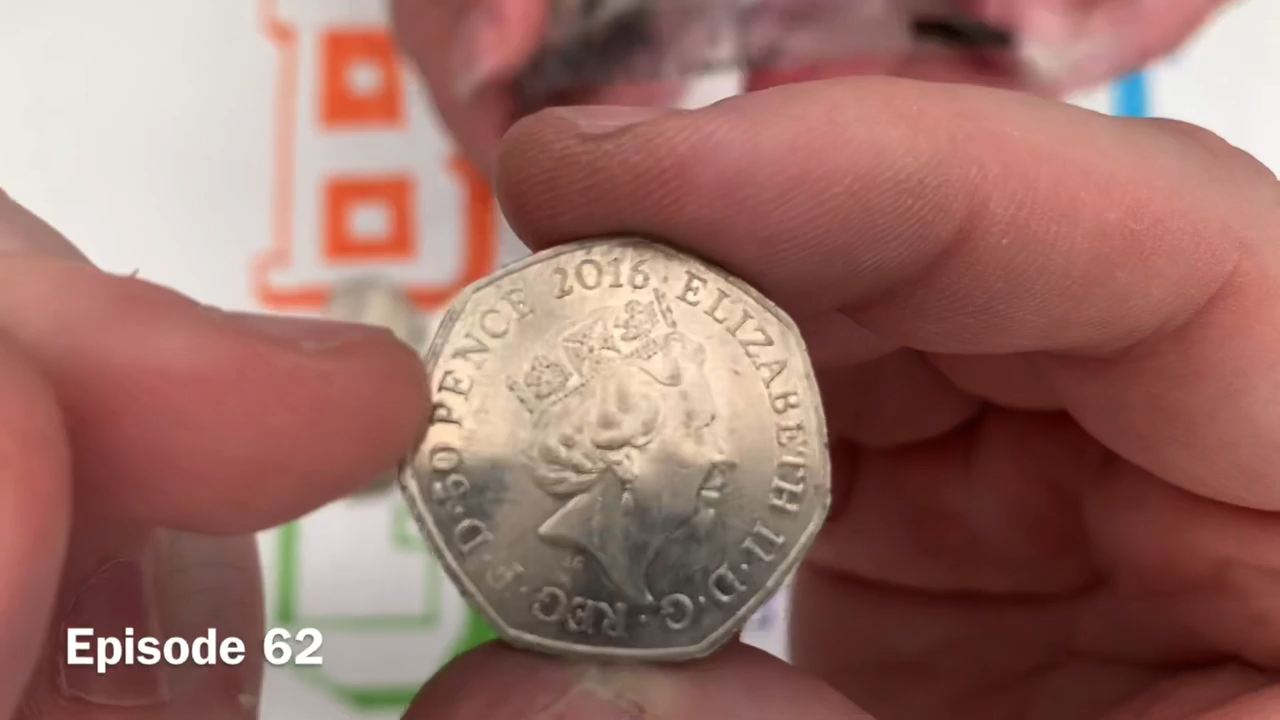 2016 · ELIZABETH II · D · G · REG · F · D · 50 PENCE
Episode 62